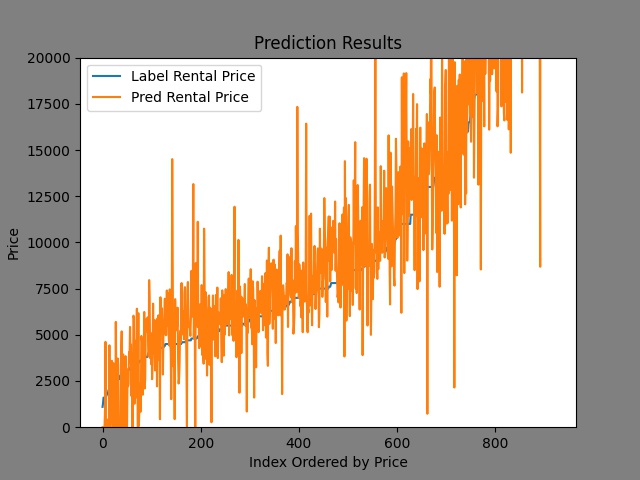 Prediction Results
Label Rental Price
Pred Rental Price
Price
20000
17500
15000
12500
10000
7500
5000
2500
0
0 200 400 600 800
Index Ordered by Price